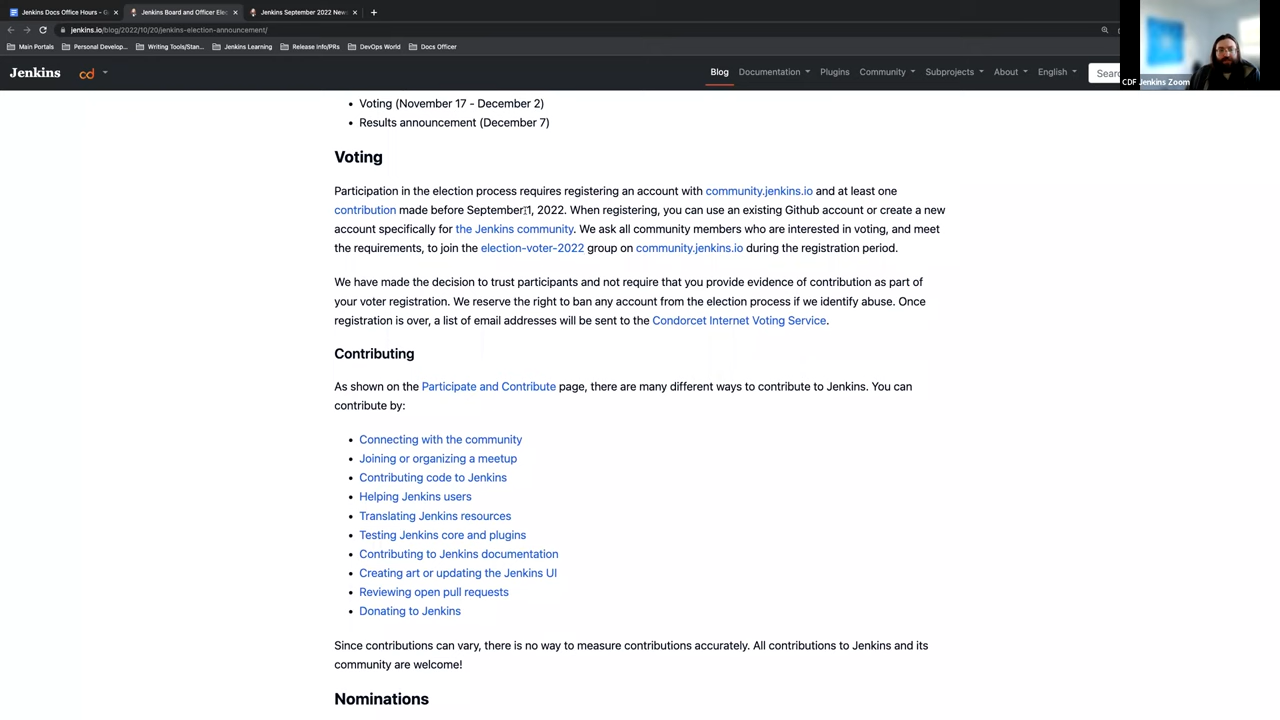 Jenkins Docs Office Hours - G
Jenkins Board and Officer Elec
Jenkins September 2022 News
jenkins.io/blog/2022/10/20/jenkins-election-announcement/
Main Portals
Personal Develop...
Writing Tools/Stan...
Jenkins Learning
Release Info/PRs
DevOps World
Docs Officer
CDF Jenkins Zoom
Jenkins
cd
Blog
Documentation
Plugins
Community
Subprojects
About
English
Searc
Voting (November 17 - December 2)
Results announcement (December 7)
Voting
Participation in the election process requires registering an account with community.jenkins.io and at least one
contribution made before September 1, 2022. When registering, you can use an existing Github account or create a new
account specifically for the Jenkins community. We ask all community members who are interested in voting, and meet
the requirements, to join the election-voter-2022 group on community.jenkins.io during the registration period.
We have made the decision to trust participants and not require that you provide evidence of contribution as part of
your voter registration. We reserve the right to ban any account from the election process if we identify abuse. Once
registration is over, a list of email addresses will be sent to the Condorcet Internet Voting Service.
Contributing
As shown on the Participate and Contribute page, there are many different ways to contribute to Jenkins. You can
contribute by:
Connecting with the community
Joining or organizing a meetup
Contributing code to Jenkins
Helping Jenkins users
Translating Jenkins resources
Testing Jenkins core and plugins
Contributing to Jenkins documentation
Creating art or updating the Jenkins UI
Reviewing open pull requests
Donating to Jenkins
Since contributions can vary, there is no way to measure contributions accurately. All contributions to Jenkins and its
community are welcome!
Nominations